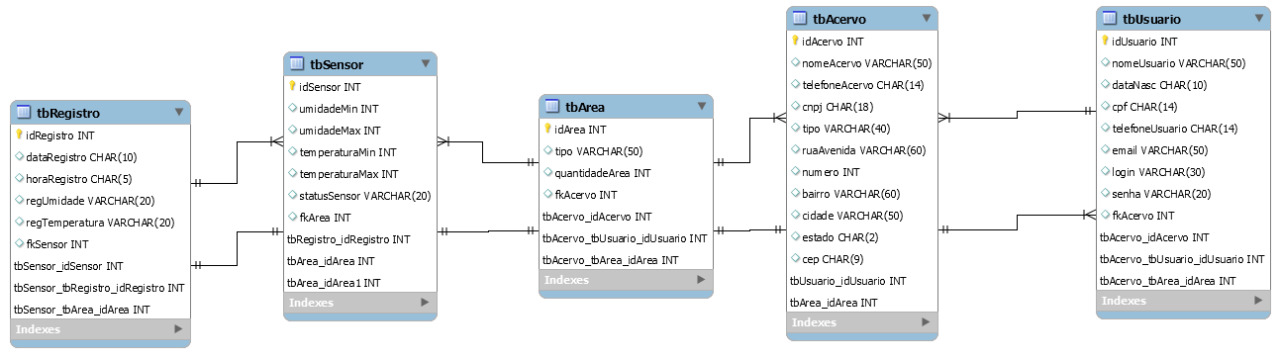 tbRegistro
idRegistro INT
dataRegistro CHAR(10)
horaRegistro CHAR(5)
regUmidade VARCHAR(20)
regTemperatura VARCHAR(20)
fkSensor INT
tbSensor_idSensor INT
tbSensor_tbRegistro_idRegistro INT
tbSensor_tbArea_idArea INT
Indexes
tbSensor
idSensor INT
umidadeMin INT
umidadeMax INT
temperaturaMin INT
temperaturaMax INT
statusSensor VARCHAR(20)
fkArea INT
tbRegistro_idRegistro INT
tbArea_idArea INT
tbArea_idArea1 INT
Indexes
tbArea
idArea INT
tipo VARCHAR(50)
quantidadeArea INT
fkAcervo INT
tbAcervo_idAcervo INT
tbAcervo_tbUsuario_idUsuario INT
tbAcervo_tbArea_idArea INT
Indexes
tbAcervo
idAcervo INT
nomeAcervo VARCHAR(50)
telefoneAcervo CHAR(14)
cnpj CHAR(18)
tipo VARCHAR(40)
ruaAvenida VARCHAR(60)
numero INT
bairro VARCHAR(60)
cidade VARCHAR(50)
estado CHAR(2)
cep CHAR(9)
tbUsuario_idUsuario INT
tbArea_idArea INT
Indexes
tbUsuario
idUsuario INT
nomeUsuario VARCHAR(50)
dataNasc CHAR(10)
cpf CHAR(14)
telefoneUsuario CHAR(14)
email VARCHAR(50)
login VARCHAR(30)
senha VARCHAR(20)
fkAcervo INT
tbAcervo_idAcervo INT
tbAcervo_tbUsuario_idUsuario INT
tbAcervo_tbArea_idArea INT
Indexes